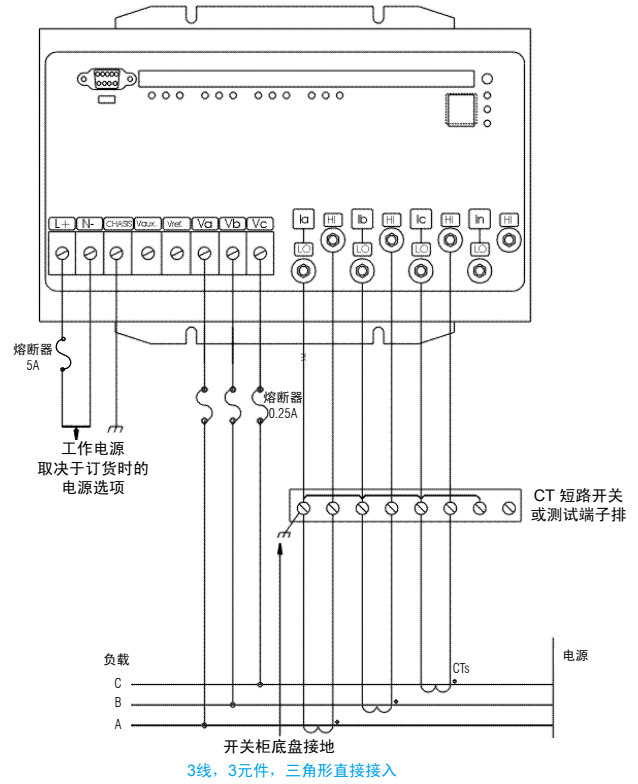 L+ N- CHASIS Vaux. Vref. Va Vb Vc
Ia HI Ib HI Ic HI In HI
LO LO LO LO
熔断器
5A
熔断器
0.25A
工作电源
取决于订货时的
电源选项
CT 短路开关
或测试端子排
负载
电源
CTs
C
B
A
开关柜底盘接地
3线，3元件，三角形直接接入